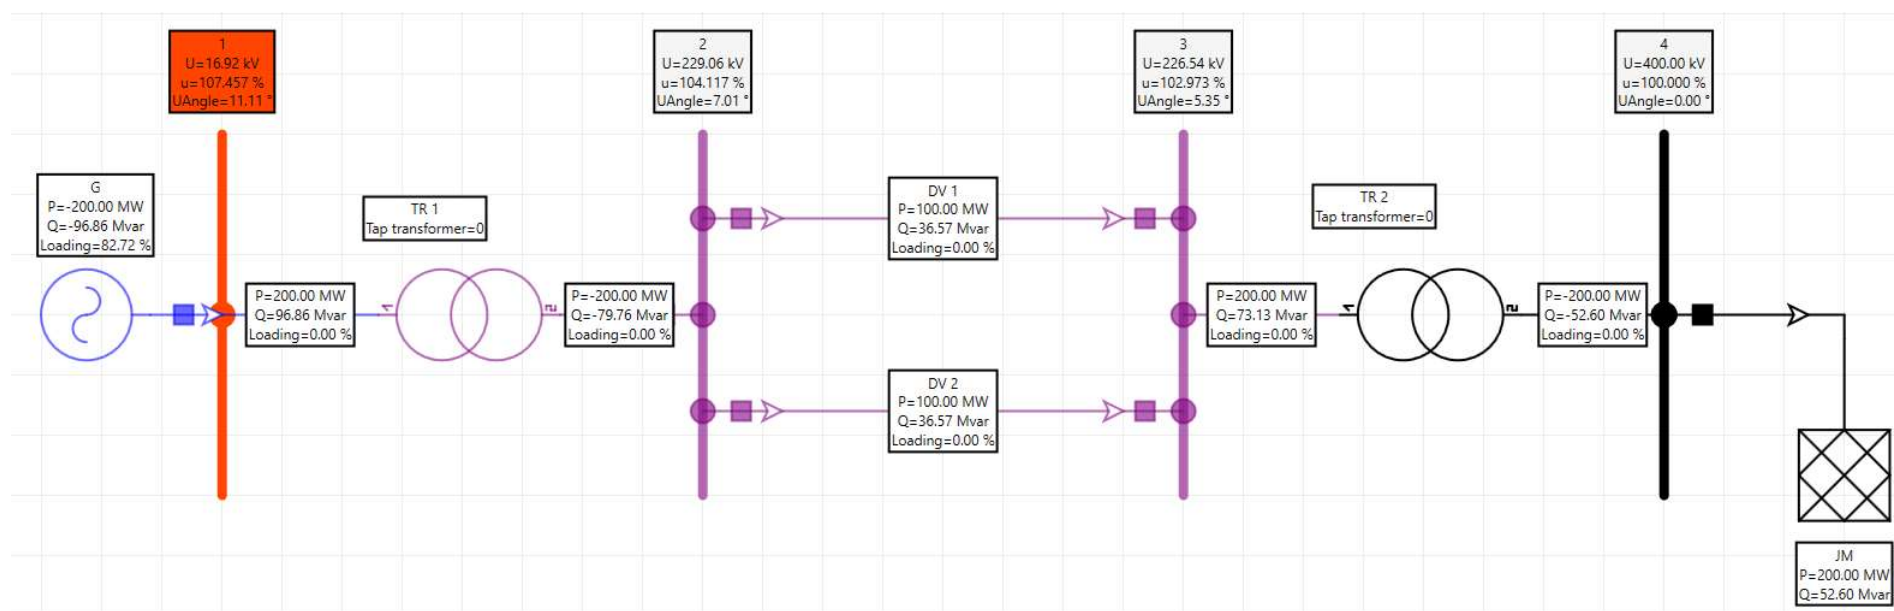 1
U=16.92 kV
u=107.457 %
UAngle=11.11 °
2
U=229.06 kV
u=104.117 %
UAngle=7.01 °
3
U=226.54 kV
u=102.973 %
UAngle=5.35 °
4
U=400.00 kV
u=100.000 %
UAngle=0.00 °
G
P=-200.00 MW
Q=-96.86 Mvar
Loading=82.72 %
P=200.00 MW
Q=96.86 Mvar
Loading=0.00 %
TR 1
Tap transformer=0
1
2
P=-200.00 MW
Q=-79.76 Mvar
Loading=0.00 %
DV 1
P=100.00 MW
Q=36.57 Mvar
Loading=0.00 %
DV 2
P=100.00 MW
Q=36.57 Mvar
Loading=0.00 %
P=200.00 MW
Q=73.13 Mvar
Loading=0.00 %
TR 2
Tap transformer=0
1
2
P=-200.00 MW
Q=-52.60 Mvar
Loading=0.00 %
JM
P=200.00 MW
Q=52.60 Mvar